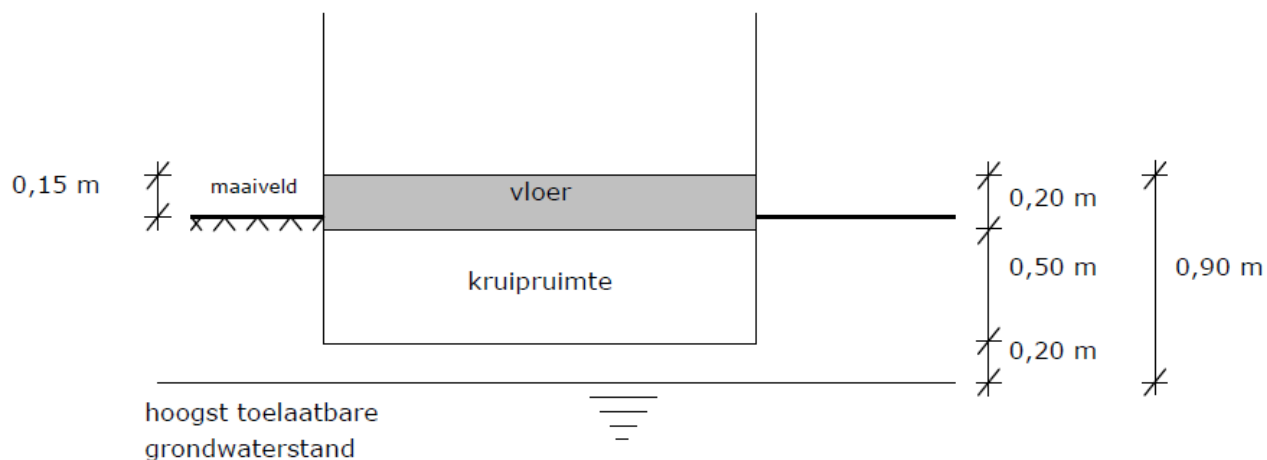 0,15 m
maaiveld
vloer
0,20 m
kruipruimte
0,50 m
0,90 m
0,20 m
hoogst toelaatbare
grondwaterstand